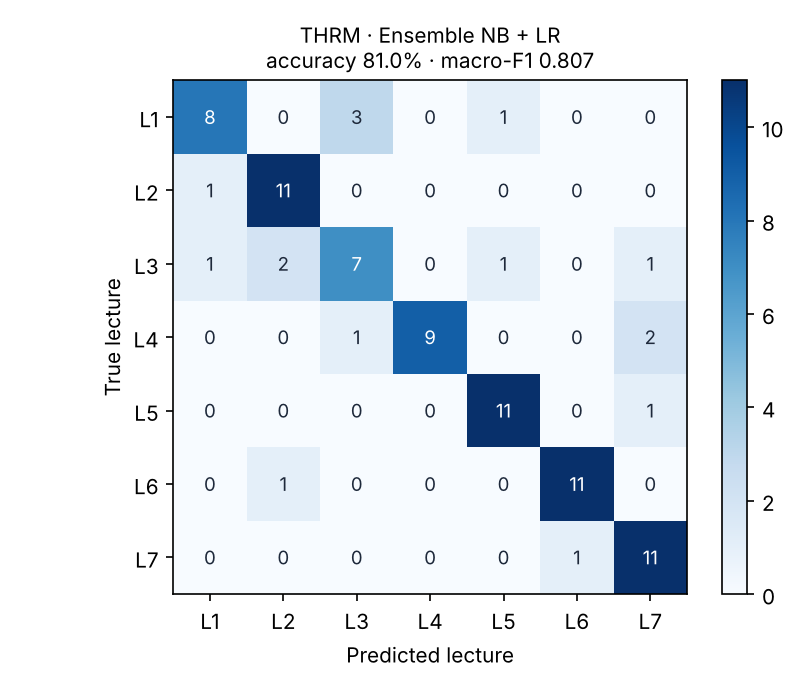 THRM · Ensemble NB + LR
accuracy 81.0% · macro-F1 0.807
L1 8 0 3 0 1 0 0
L2 1 11 0 0 0 0 0
L3 1 2 7 0 1 0 1
L4 0 0 1 9 0 0 2
L5 0 0 0 0 11 0 1
L6 0 1 0 0 0 11 0
L7 0 0 0 0 0 1 11
L1 L2 L3 L4 L5 L6 L7
Predicted lecture
True lecture
10
8
6
4
2
0